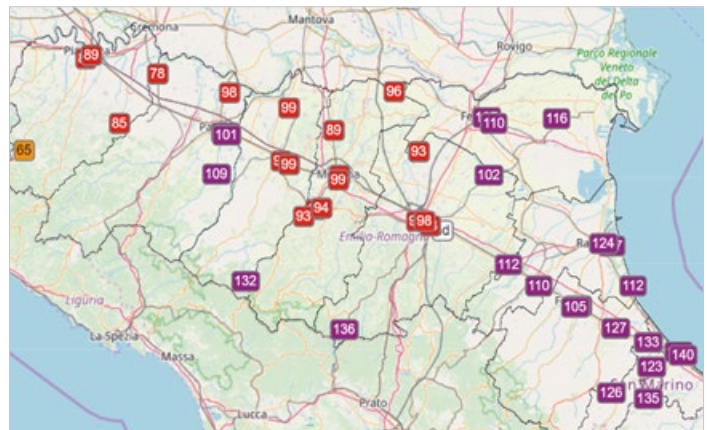 Mantova
Cremona
Rovigo
Parco Regionale
Veneto
del Delta
del Po
89
78
98
99
96
85
101
89
110
116
65
109
99
93
102
99
94
93
98
Emilia-Romagna
124
112
132
110
112
105
Liguria
136
127
La Spezia
133
140
123
Massa
San Marino
126
135
Prato
Lucca